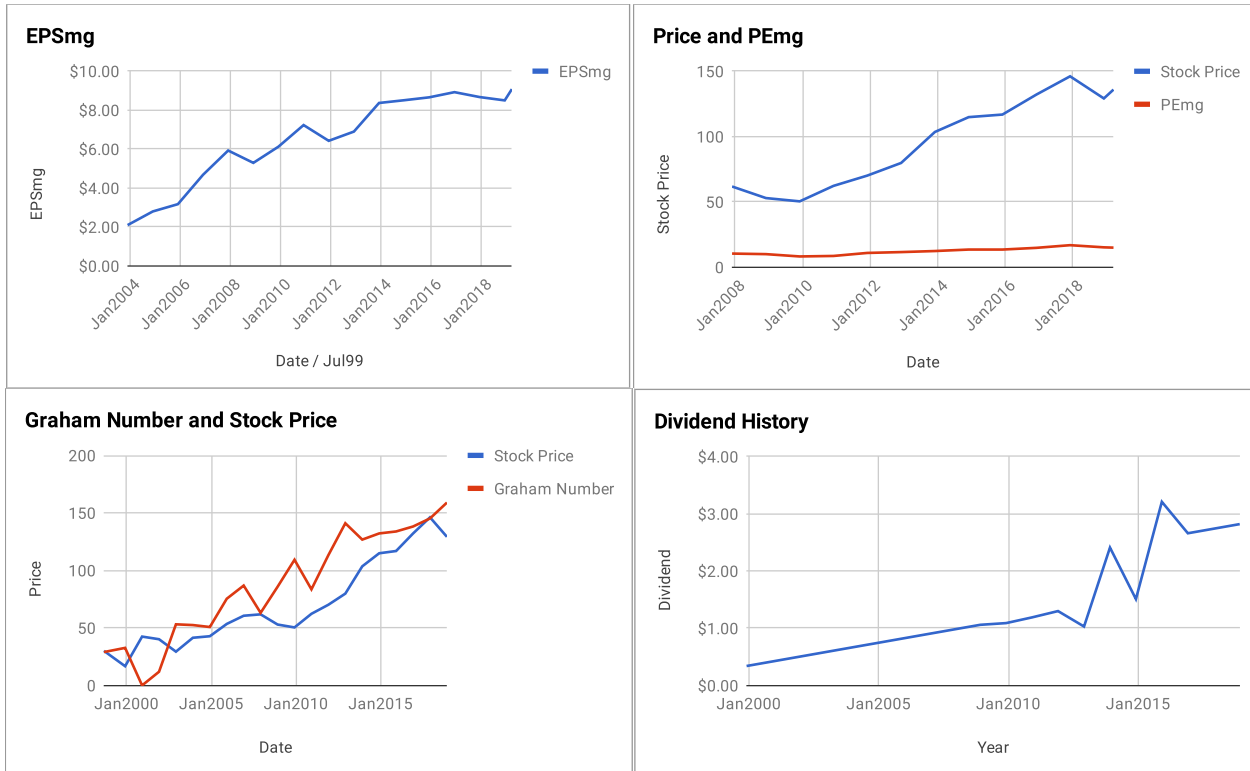 EPSmg
EPSmg
$10.00
$8.00
$6.00
$4.00
$2.00
$0.00
EPSmg
Jan2004
Jan2006
Jan2008
Jan2010
Jan2012
Jan2014
Jan2016
Jan2018
Date / Jul99
Price and PEmg
Stock Price
PEmg
150
100
50
0
Stock Price
Jan2008
Jan2010
Jan2012
Jan2014
Jan2016
Jan2018
Date
Graham Number and Stock Price
Stock Price
Graham Number
200
150
100
50
0
Price
Jan2000
Jan2005
Jan2010
Jan2015
Date
Dividend History
$4.00
$3.00
$2.00
$1.00
$0.00
Dividend
Jan2000
Jan2005
Jan2010
Jan2015
Year